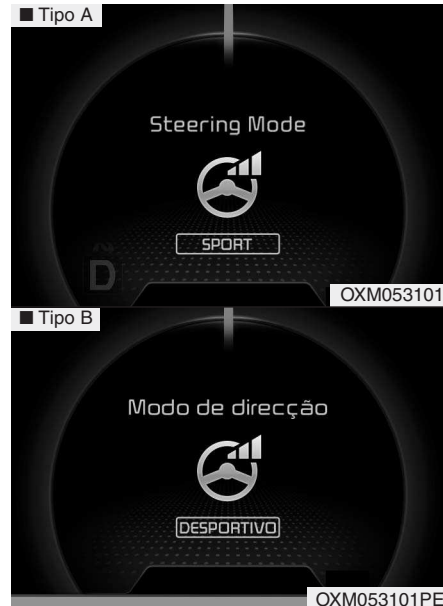 ■ Tipo A
Steering Mode
SPORT
D
OXM053101
■ Tipo B
Modo de direcção
DESPORTIVO
OXM053101PE